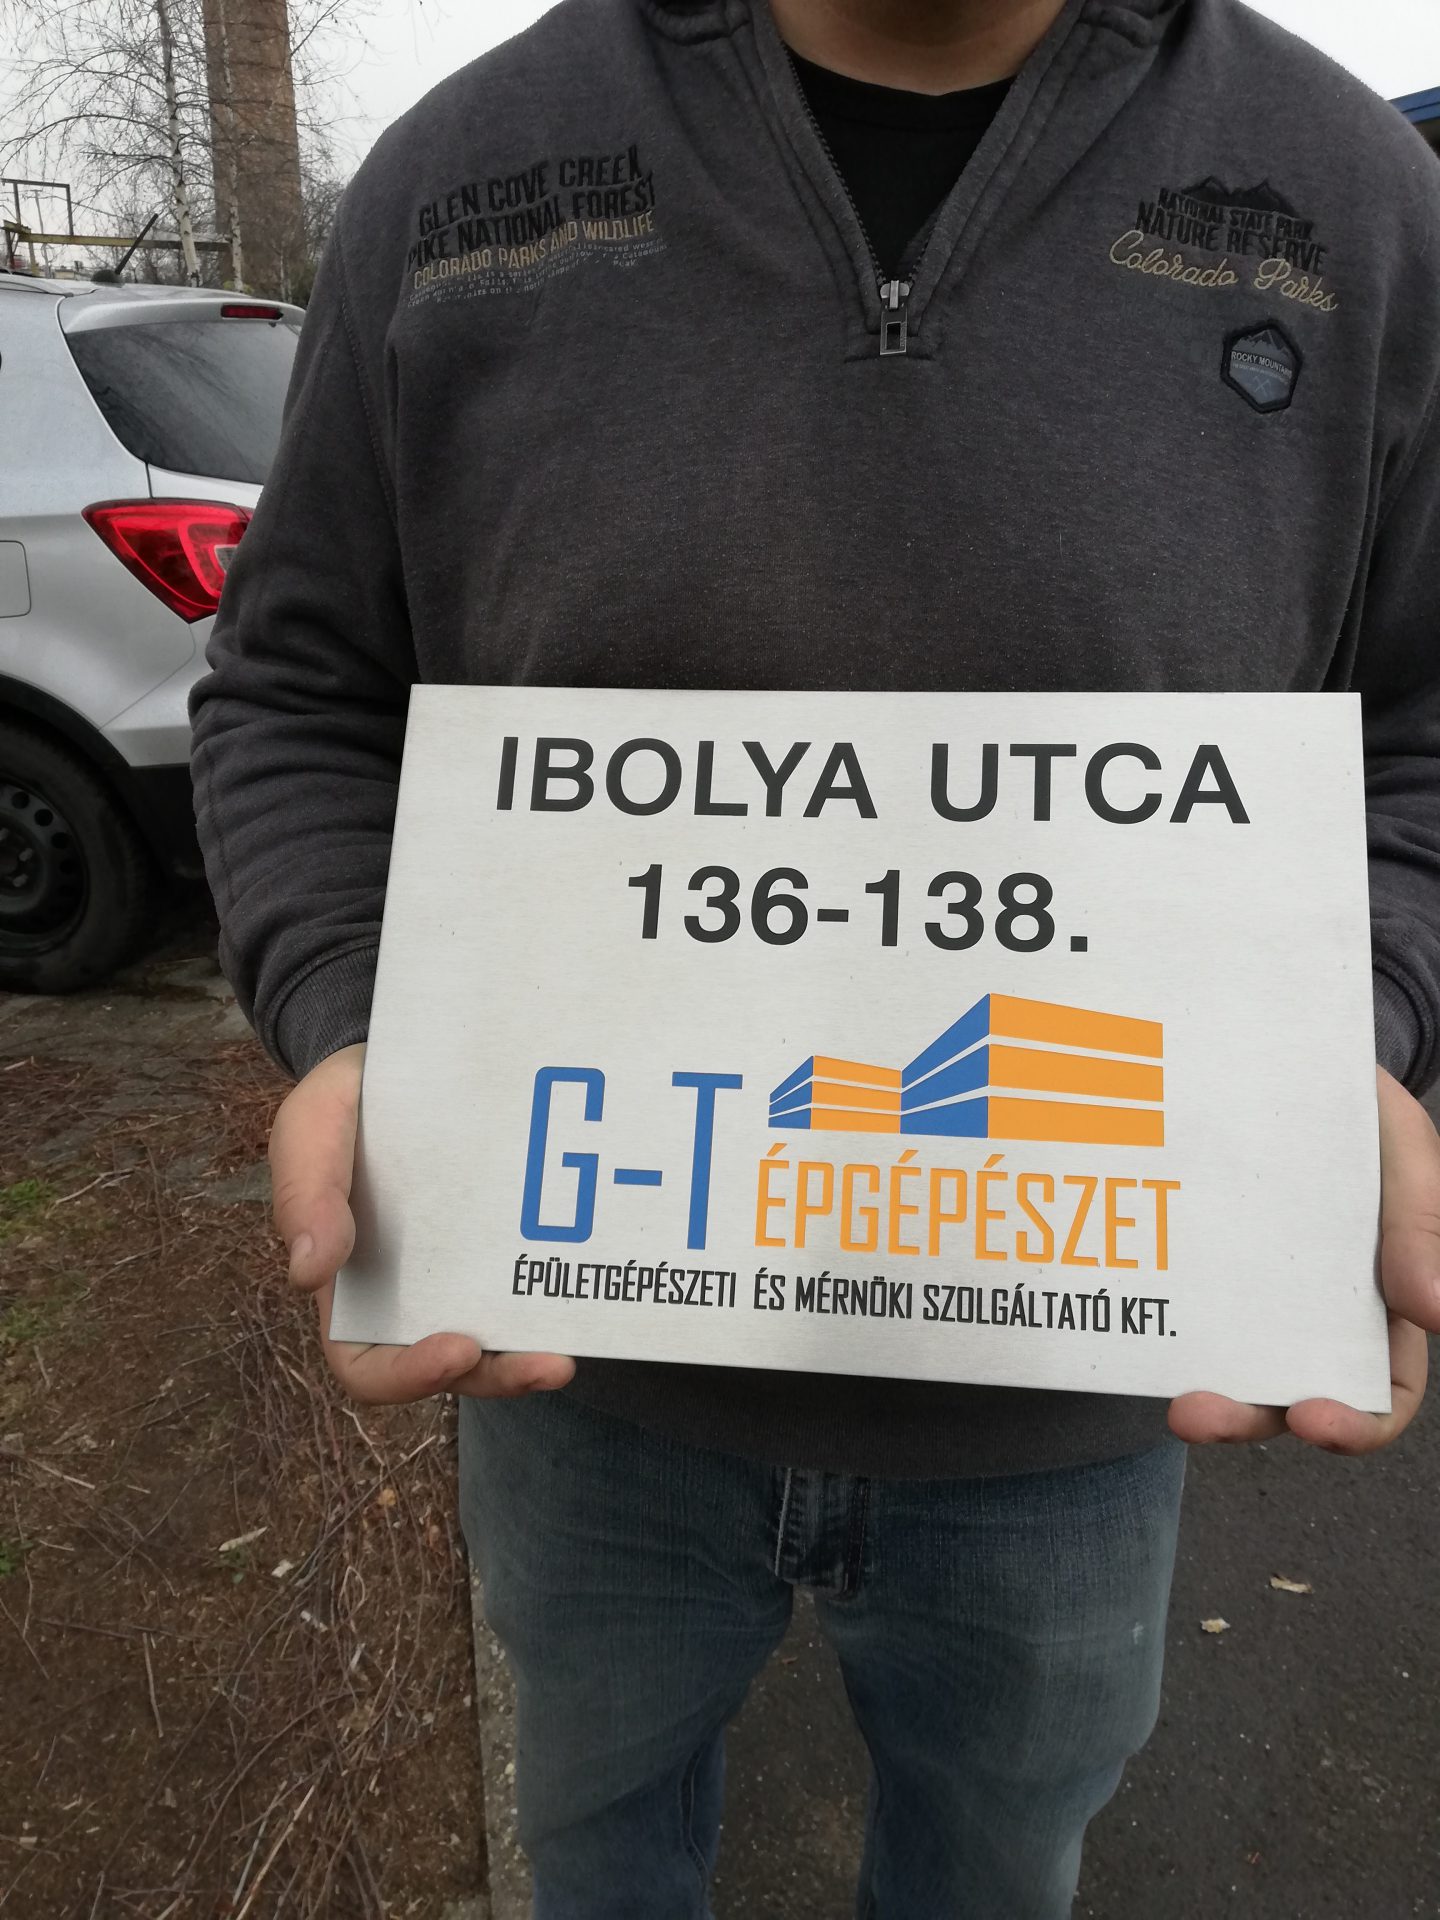 GLEN COVE CREEK
PIKE NATIONAL FOREST
COLORADO PARKS AND WILDLIFE
NATIONAL STATE PARK
NATURE RESERVE
Colorado Parks
ROCKY MOUNTAINS
IBOLYA UTCA
136-138.
G-T ÉPGÉPÉSZET
ÉPÜLETGÉPÉSZETI ÉS MÉRNÖKI SZOLGÁLTATÓ KFT.